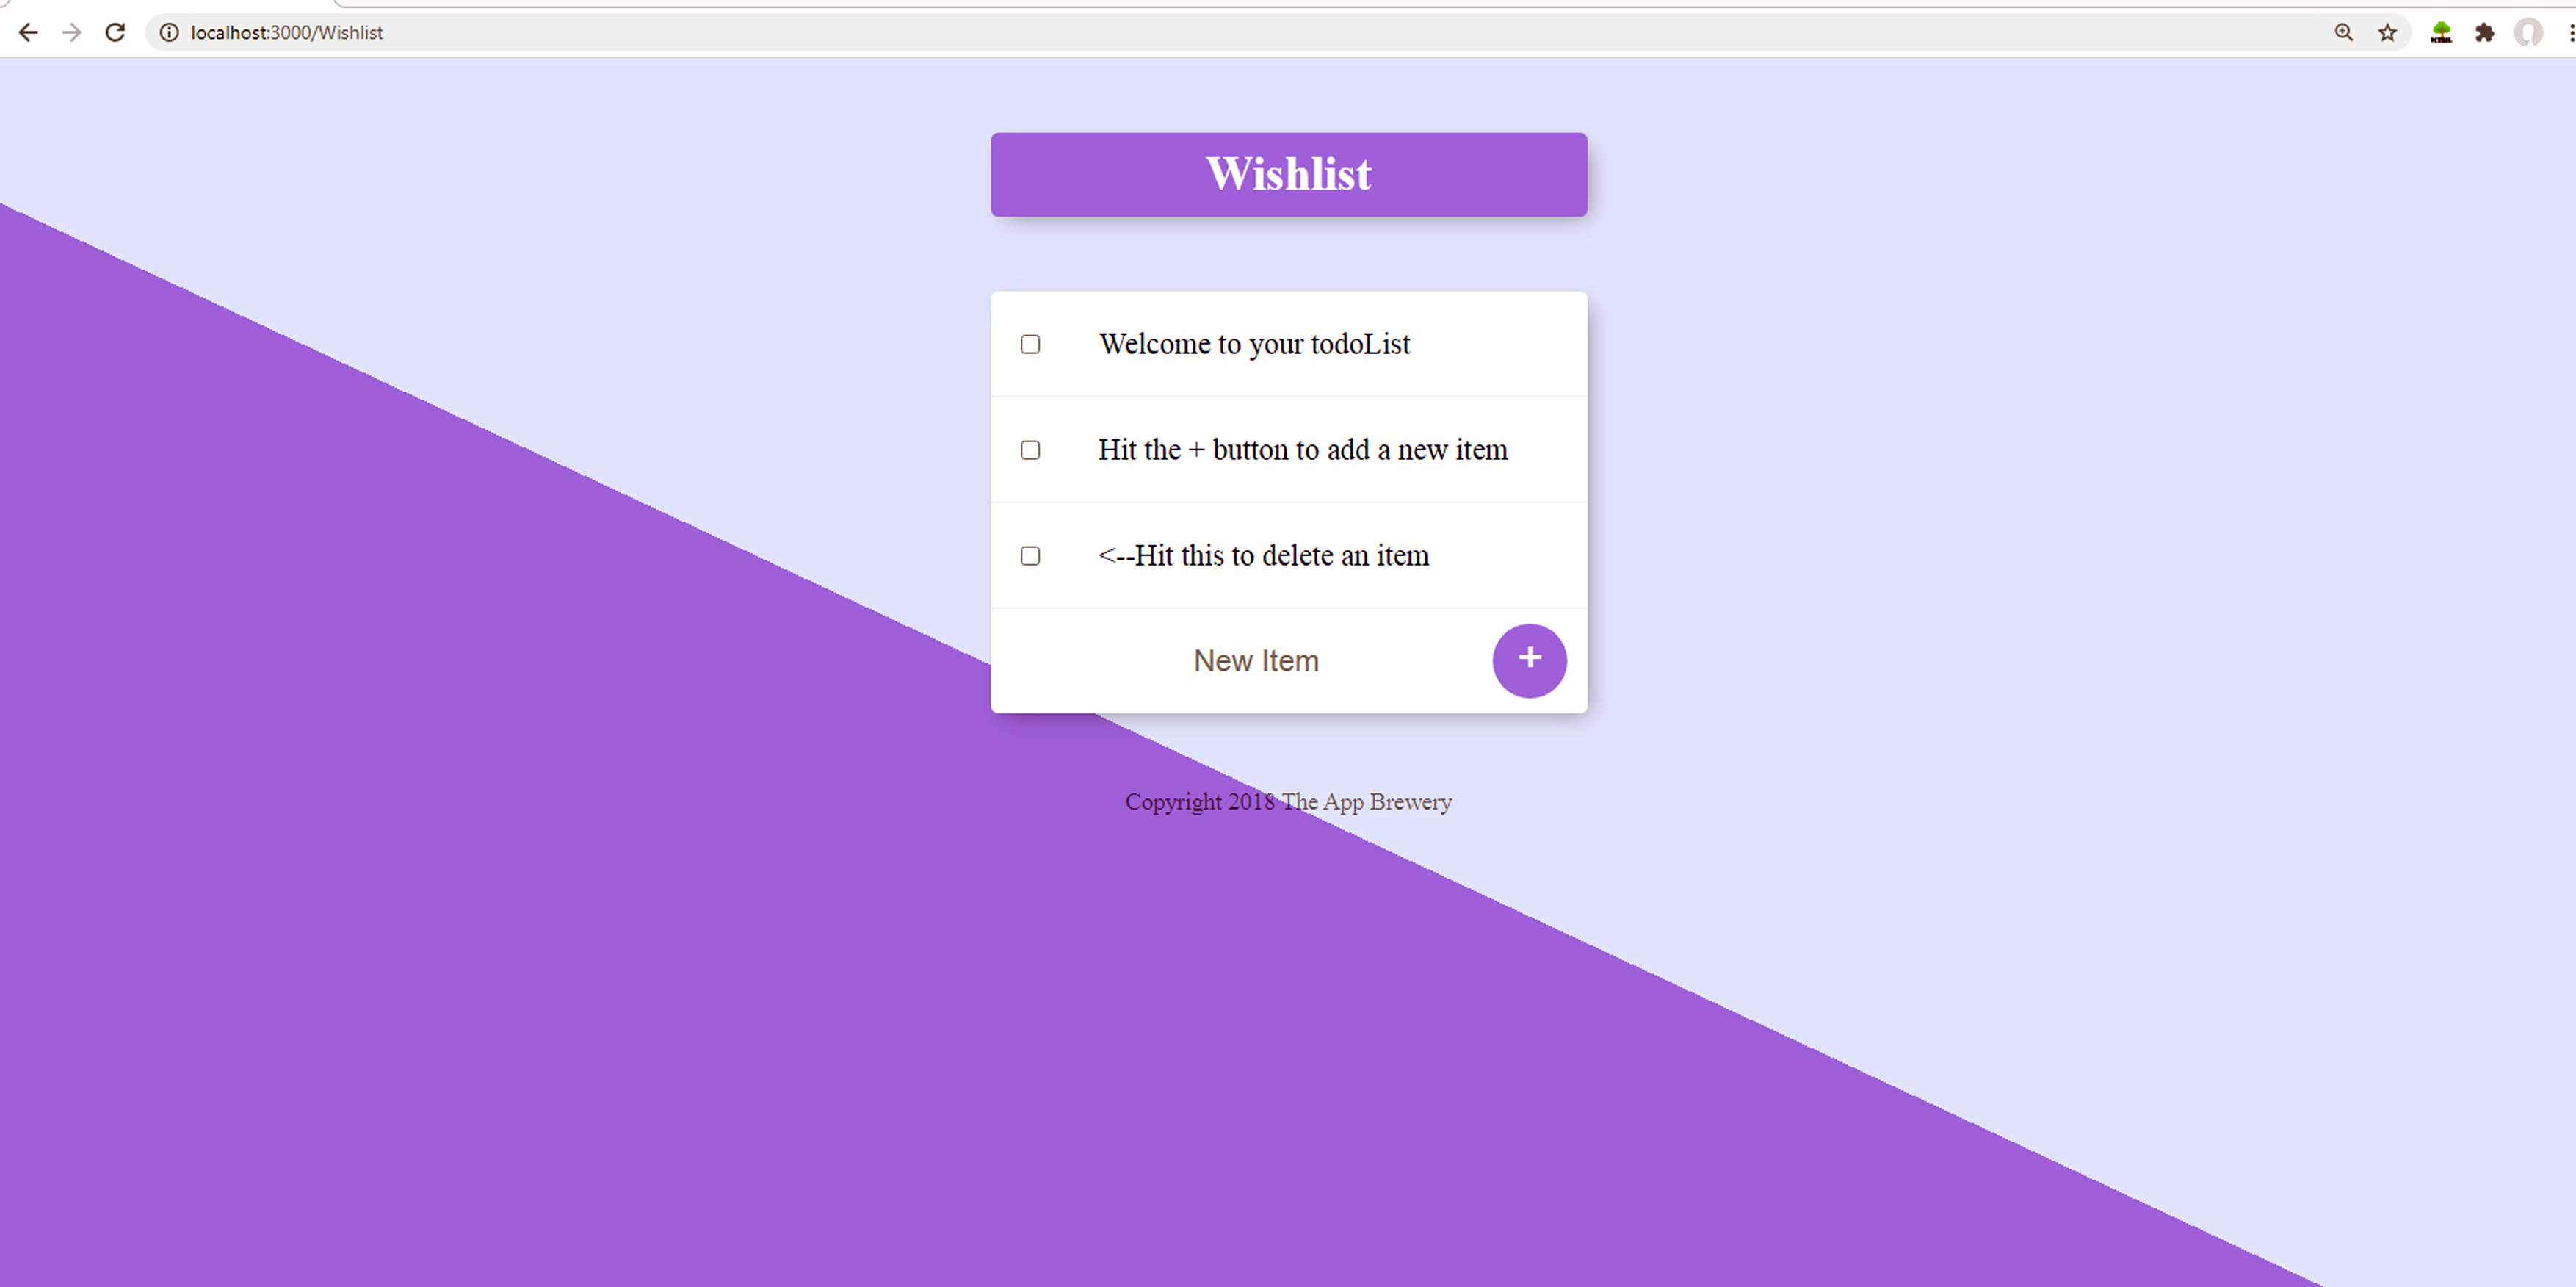 localhost:3000/Wishlist
Wishlist
Welcome to your todoList
Hit the + button to add a new item
<--Hit this to delete an item
New Item
+
Copyright 2018 The App Brewery